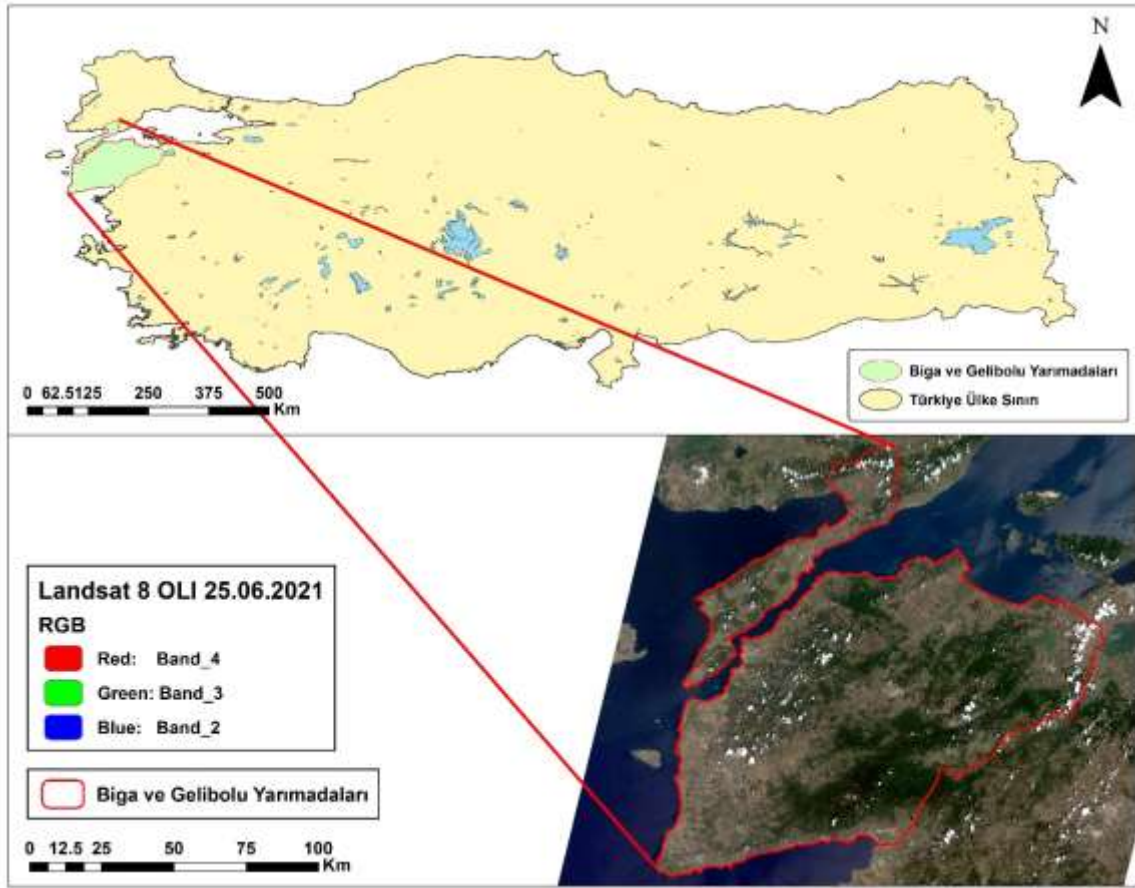 N
0 62.5125 250 375 500
Km
Biga ve Gelibolu Yarımadaları
Türkiye Ülke Sınırı
Landsat 8 OLI 25.06.2021
RGB
Red: Band_4
Green: Band_3
Blue: Band_2
Biga ve Gelibolu Yarımadaları
0 12.5 25 50 75 100
Km